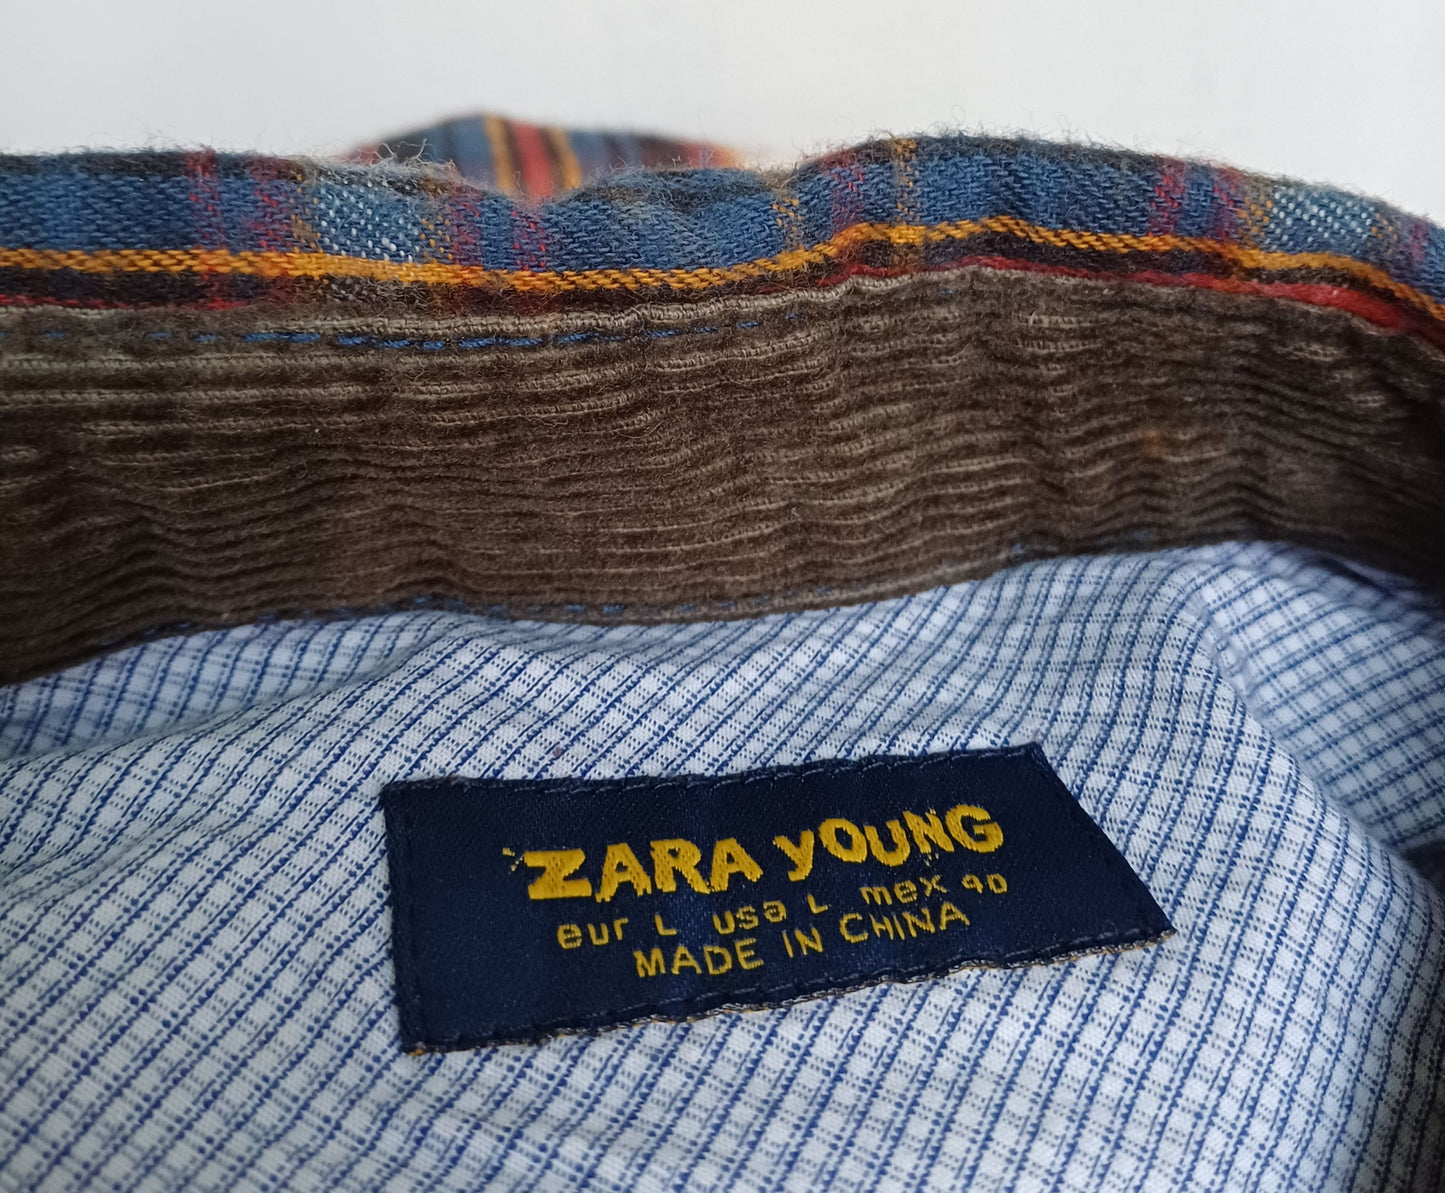 ZARA YOUNG
eur L usa L mex 40
MADE IN CHINA